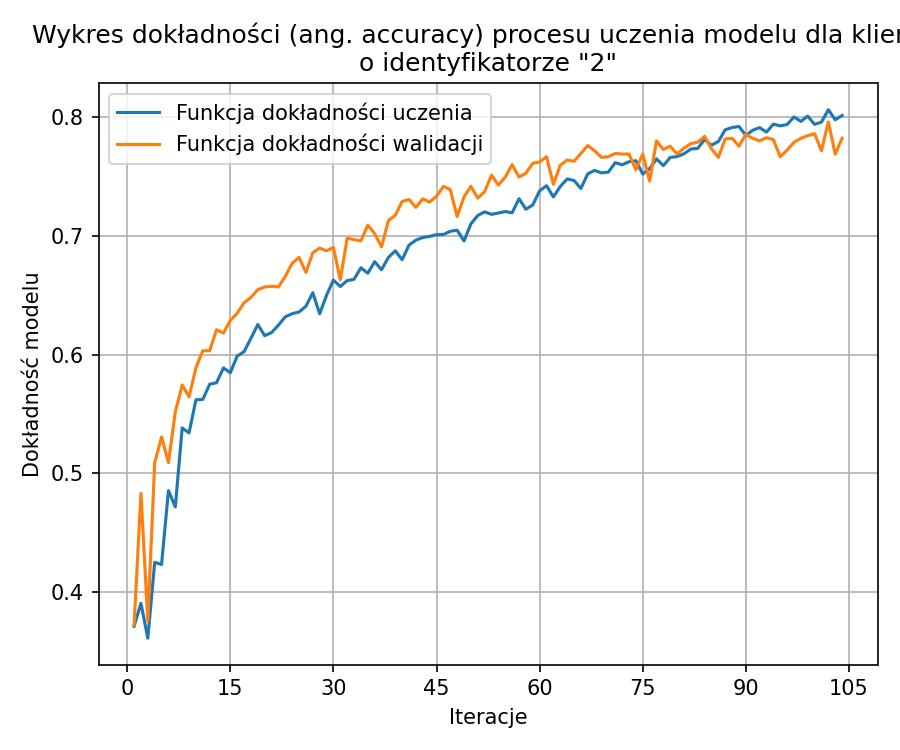 Wykres dokładności (ang. accuracy) procesu uczenia modelu dla
o identyfikatorze "2"
Funkcja dokładności uczenia
Funkcja dokładności walidacji
0.8
0.7
0.6
0.5
0.4
Dokładność modelu
0 15 30 45 60 75 90 105
Iteracje